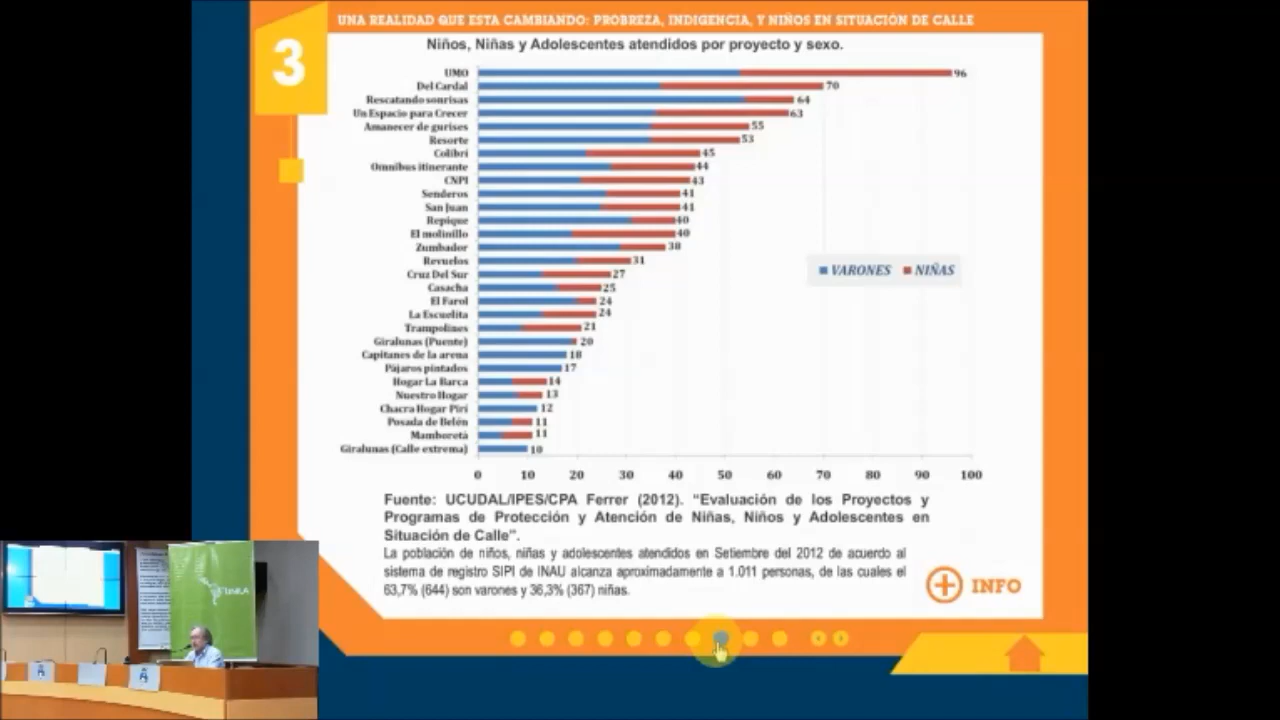 UNA REALIDAD QUE ESTA CAMBIANDO: PROBREZA, INDIGENCIA, Y NIÑOS EN SITUACIÓN DE CALLE
3
Niños, Niñas y Adolescentes atendidos por proyecto y sexo.
UMO 96
Del Cardal 70
Rescatando sonrisas 64
Un Espacio para Crecer 63
Amanecer de gurises 55
Resorte 53
Colibrí 45
Omnibus itinerante 44
CNPI 43
Senderos 41
San Juan 41
Repique 40
El molinillo 40
Zumbador 38
Revuelos 31
Cruz Del Sur 27
Casacha 25
El Farol 24
La Escuelita 24
Trampolines 21
Giralunas (Puente) 20
Capitanes de la arena 18
Pájaros pintados 17
Hogar La Barca 14
Nuestro Hogar 13
Chacra Hogar Pirí 12
Posada de Belén 11
Mamboretá 11
Giralunas (Calle extrema) 10
VARONES NIÑAS
0 10 20 30 40 50 60 70 80 90 100
Fuente: UCUDAL/IPES/CPA Ferrer (2012). “Evaluación de los Proyectos y
Programas de Protección y Atención de Niñas, Niños y Adolescentes en
Situación de Calle”.
La población de niños, niñas y adolescentes atendidos en Setiembre del 2012 de acuerdo al
sistema de registro SIPI de INAU alcanza aproximadamente a 1.011 personas, de las cuales el
63,7% (644) son varones y 36,3% (367) niñas.
INFO